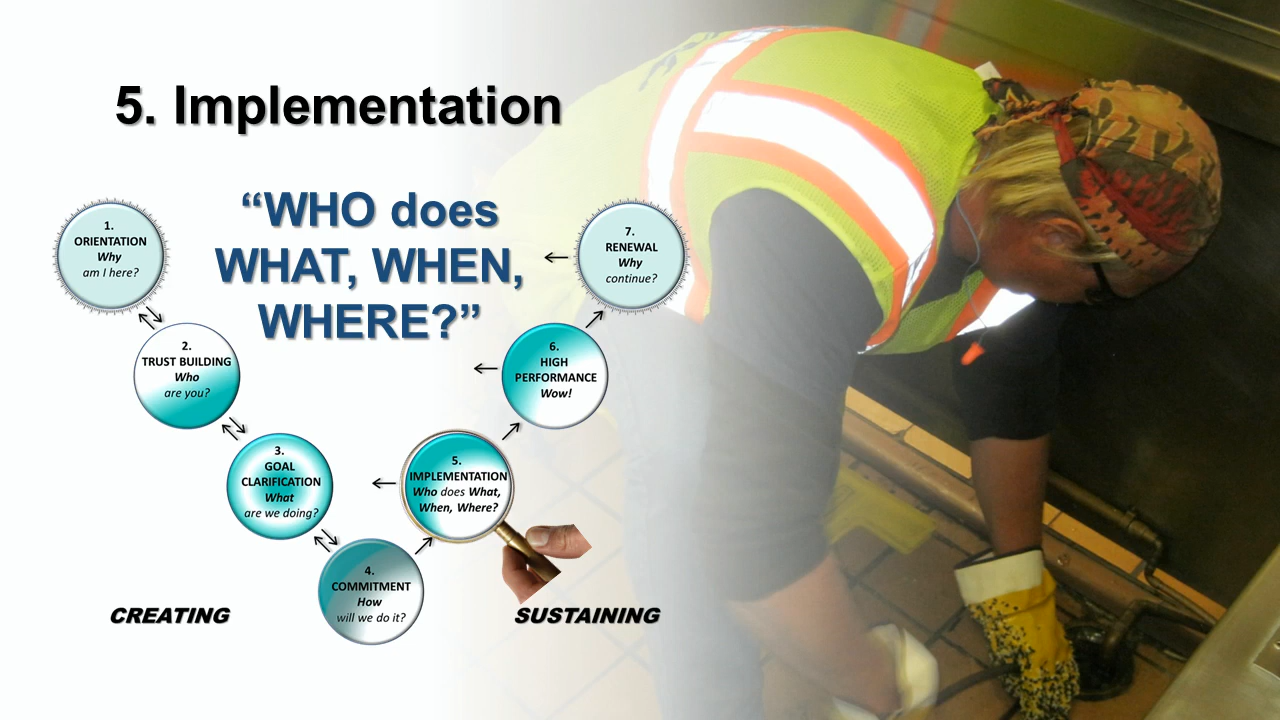 5. Implementation
“WHO does
WHAT, WHEN,
WHERE?”
1.
ORIENTATION
Why
am I here?
2.
TRUST BUILDING
Who
are you?
3.
GOAL
CLARIFICATION
What
are we doing?
4.
COMMITMENT
How
will we do it?
5.
IMPLEMENTATION
Who does What,
When, Where?
6.
HIGH
PERFORMANCE
Wow!
7.
RENEWAL
Why
continue?
CREATING
SUSTAINING